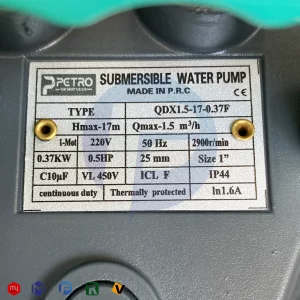 PETRO
SUBMERSIBLE WATER PUMP
MADE IN P.R.C
TYPE QDX1.5-17-0.37F
Hmax-17m Qmax-1.5 m³/h
1-Mot 220V 50 Hz 2900r/min
0.37KW 0.5HP 25 mm Size 1"
C10µF VL 450V ICL F IP44
continuous duty Thermally protected In1.6A